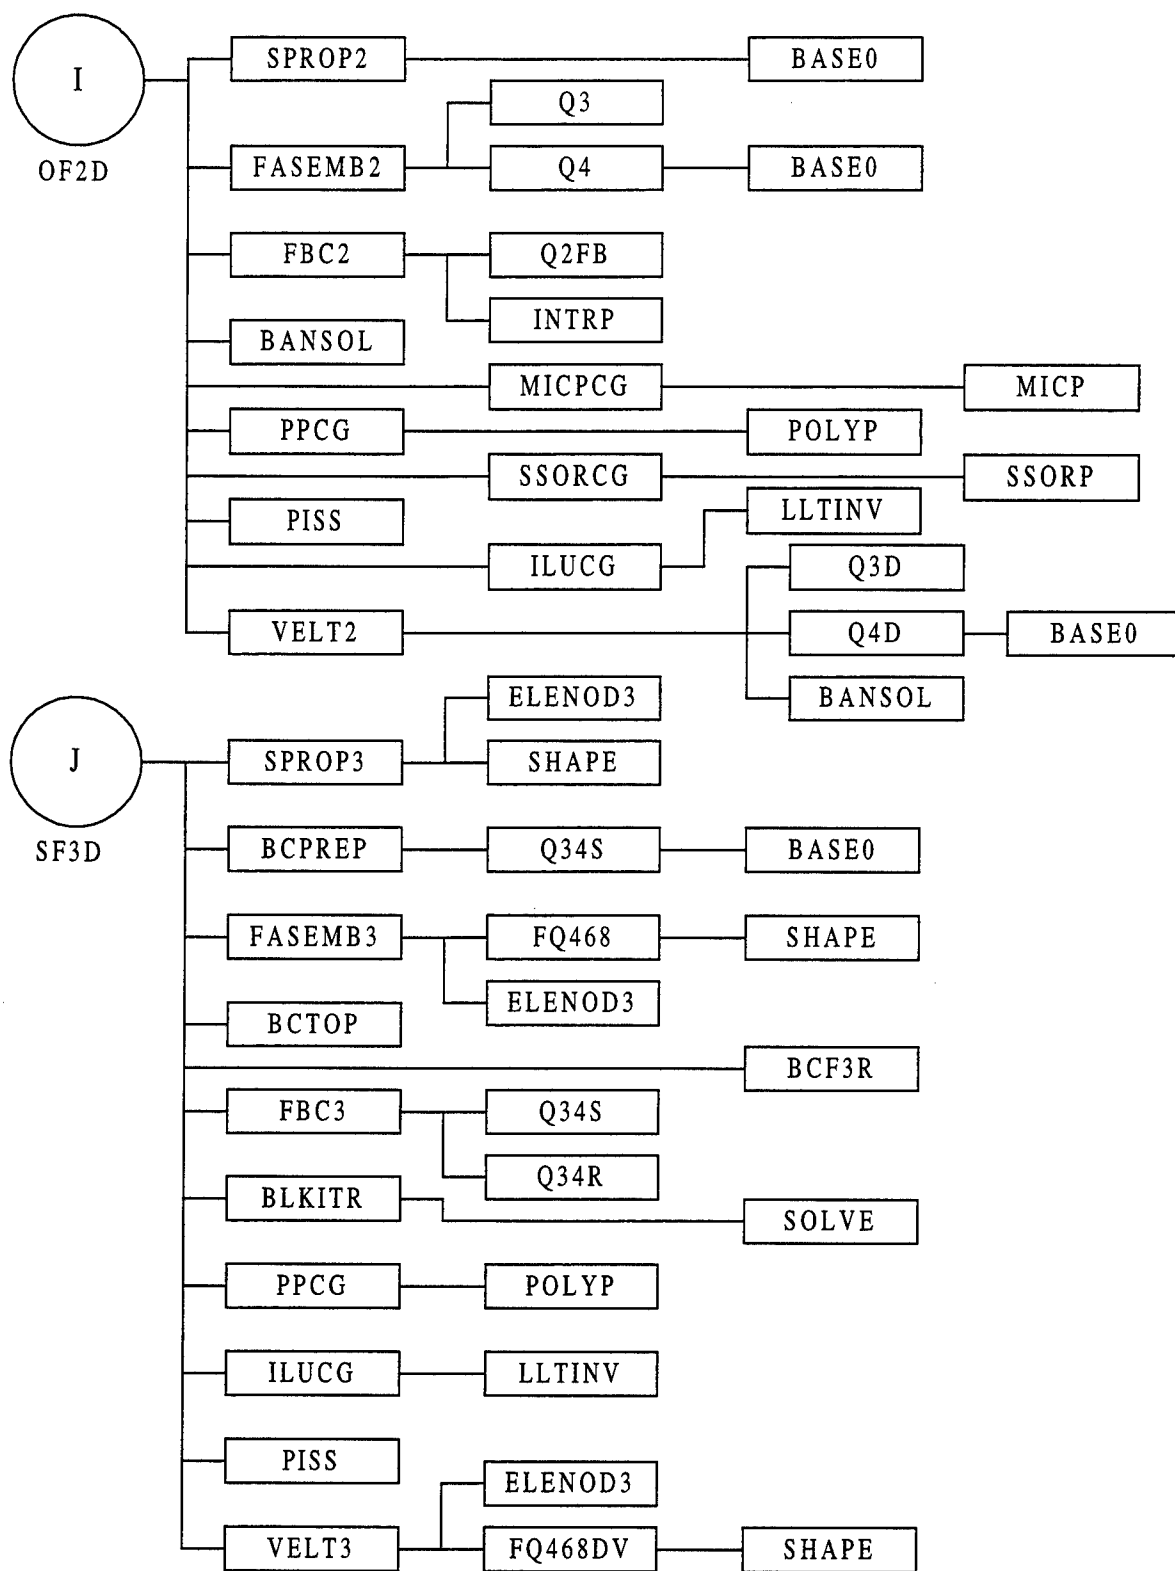 I
OF2D
SPROP2
BASE0
Q3
FASEMB2
Q4
BASE0
FBC2
Q2FB
INTRP
BANSOL
MICPCG
MICP
PPCG
POLYP
SSORCG
SSORP
LLTINV
PISS
ILUCG
Q3D
VELT2
Q4D
BASE0
BANSOL
J
SF3D
ELENOD3
SPROP3
SHAPE
BCPREP
Q34S
BASE0
FASEMB3
FQ468
SHAPE
ELENOD3
BCTOP
BCF3R
FBC3
Q34S
Q34R
BLKITR
SOLVE
PPCG
POLYP
ILUCG
LLTINV
PISS
ELENOD3
VELT3
FQ468DV
SHAPE